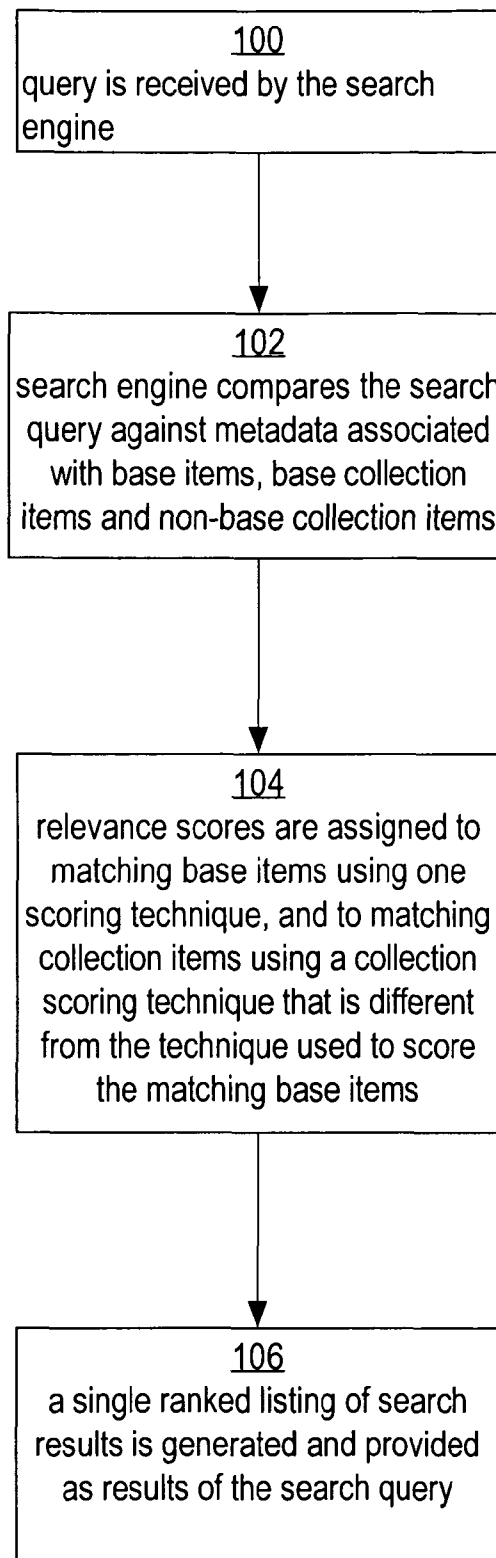 100
query is received by the search
engine
102
search engine compares the search
query against metadata associated
with base items, base collection
items and non-base collection items
104
relevance scores are assigned to
matching base items using one
scoring technique, and to matching
collection items using a collection
scoring technique that is different
from the technique used to score
the matching base items
106
a single ranked listing of search
results is generated and provided
as results of the search query